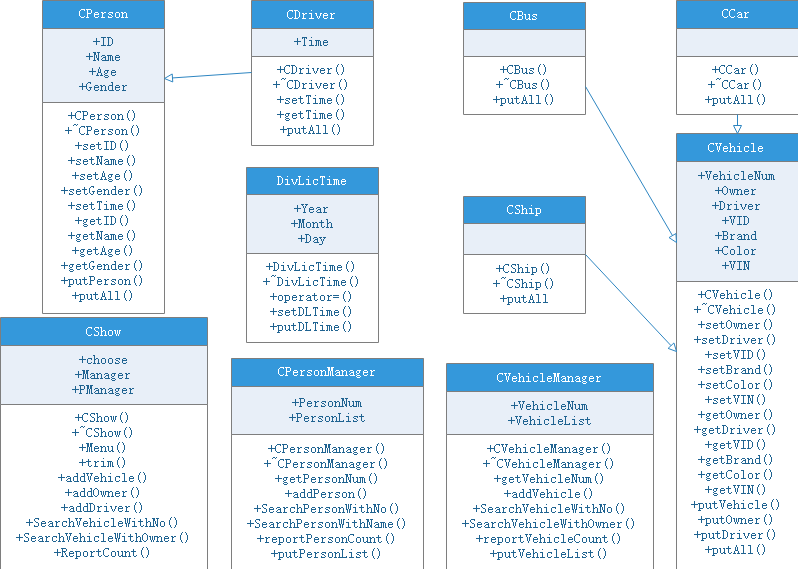 CPerson
+ID
+Name
+Age
+Gender
+CPerson()
+~CPerson()
+setID()
+setName()
+setAge()
+setGender()
+setTime()
+getID()
+getName()
+getAge()
+getGender()
+putPerson()
+putAll()
CDriver
+Time
+CDriver()
+~CDriver()
+setTime()
+getTime()
+putAll()
CBus
+CBus()
+~CBus()
+putAll()
CCar
+CCar()
+~CCar()
+putAll()
DivLicTime
+Year
+Month
+Day
+DivLicTime()
+~DivLicTime()
+operator=()
+setDLTime()
+putDLTime()
CShip
+CShip()
+~CShip()
+putAll
CVehicle
+VehicleNum
+Owner
+Driver
+VID
+Brand
+Color
+VIN
+CVehicle()
+~CVehicle()
+setOwner()
+setDriver()
+setVID()
+setBrand()
+setColor()
+setVIN()
+getOwner()
+getDriver()
+getVID()
+getBrand()
+getColor()
+getVIN()
+putVehicle()
+putOwner()
+putDriver()
+putAll()
CShow
+choose
+Manager
+PManager
+CShow()
+~CShow()
+Menu()
+trim()
+addVehicle()
+addOwner()
+addDriver()
+SearchVehicleWithNo()
+SearchVehicleWithOwner()
+ReportCount()
CPersonManager
+PersonNum
+PersonList
+CPersonManager()
+~CPersonManager()
+getPersonNum()
+addPerson()
+SearchPersonWithNo()
+SearchPersonWithName()
+reportPersonCount()
+putPersonList()
CVehicleManager
+VehicleNum
+VehicleList
+CVehicleManager()
+~CVehicleManager()
+getVehicleNum()
+addVehicle()
+SearchVehicleWithNo()
+SearchVehicleWithOwner()
+reportVehicleCount()
+putVehicleList()